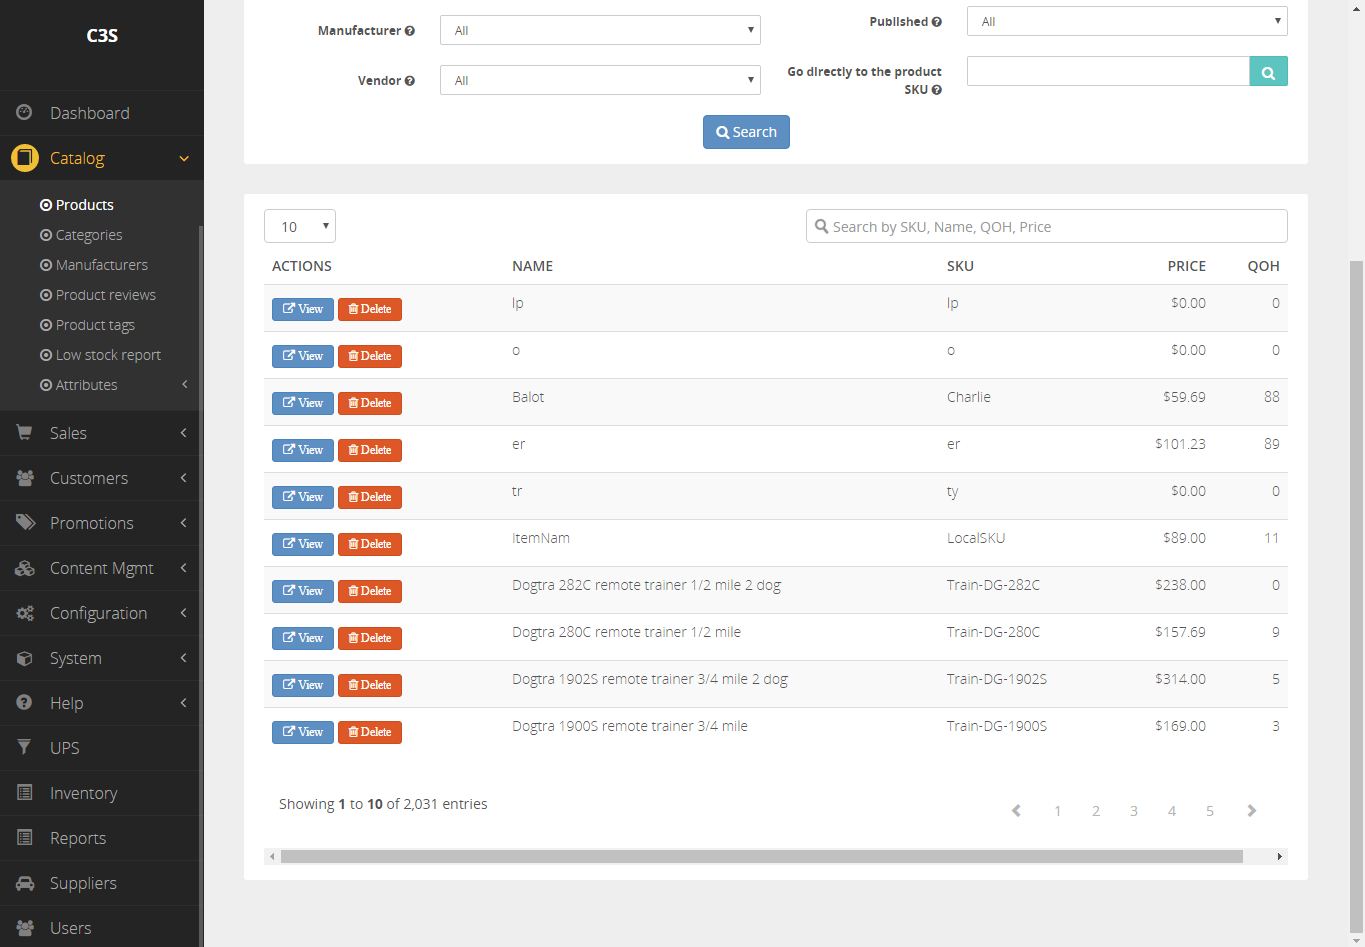 C3S
Dashboard
Catalog
Products
Categories
Manufacturers
Product reviews
Product tags
Low stock report
Attributes
Sales
Customers
Promotions
Content Mgmt
Configuration
System
Help
UPS
Inventory
Reports
Suppliers
Users
Manufacturer All
Published All
Vendor All
Go directly to the product
SKU
Search
10
Search by SKU, Name, QOH, Price
ACTIONS NAME SKU PRICE QOH
View Delete lp lp $0.00 0
View Delete o o $0.00 0
View Delete Balot Charlie $59.69 88
View Delete er er $101.23 89
View Delete tr ty $0.00 0
View Delete ItemNam LocalSKU $89.00 11
View Delete Dogtra 282C remote trainer 1/2 mile 2 dog Train-DG-282C $238.00 0
View Delete Dogtra 280C remote trainer 1/2 mile Train-DG-280C $157.69 9
View Delete Dogtra 1902S remote trainer 3/4 mile 2 dog Train-DG-1902S $314.00 5
View Delete Dogtra 1900S remote trainer 3/4 mile Train-DG-1900S $169.00 3
Showing 1 to 10 of 2,031 entries
1 2 3 4 5